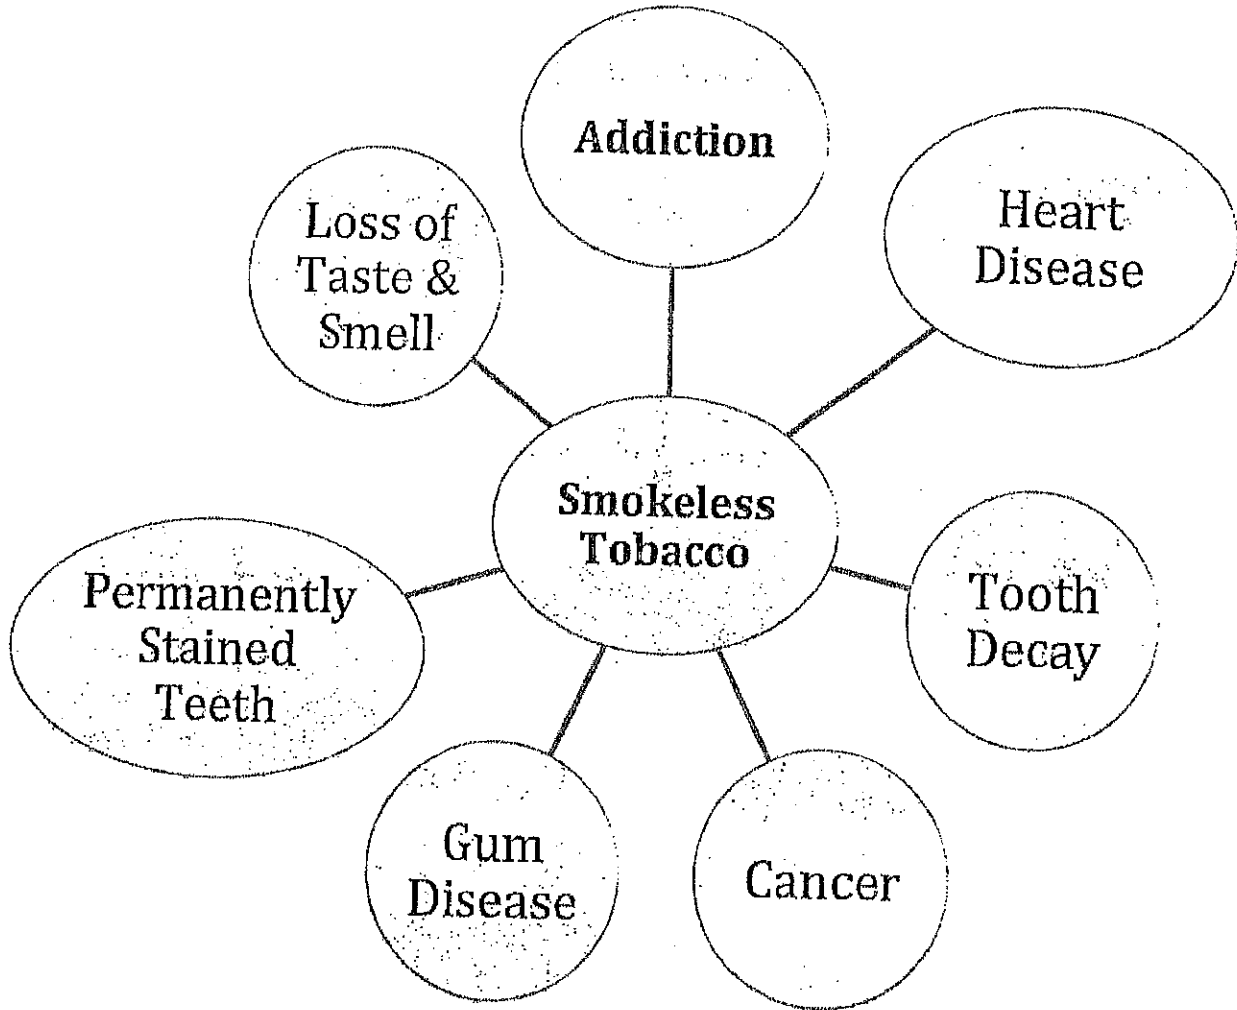 Addiction
Heart
Disease
Loss of
Taste &
Smell
Smokeless
Tobacco
Tooth
Decay
Permanently
Stained
Teeth
Gum
Disease
Cancer